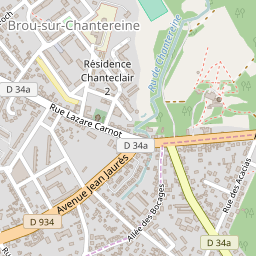 Brou-sur-Chantereine
Résidence
Chanteclair
2
Ru de Chantereine
D 34a
Rue Lazare Carnot
D 34a
Avenue Jean Jaurès
D 934
Allée des Bocages
Rue des Acacias
D 34a